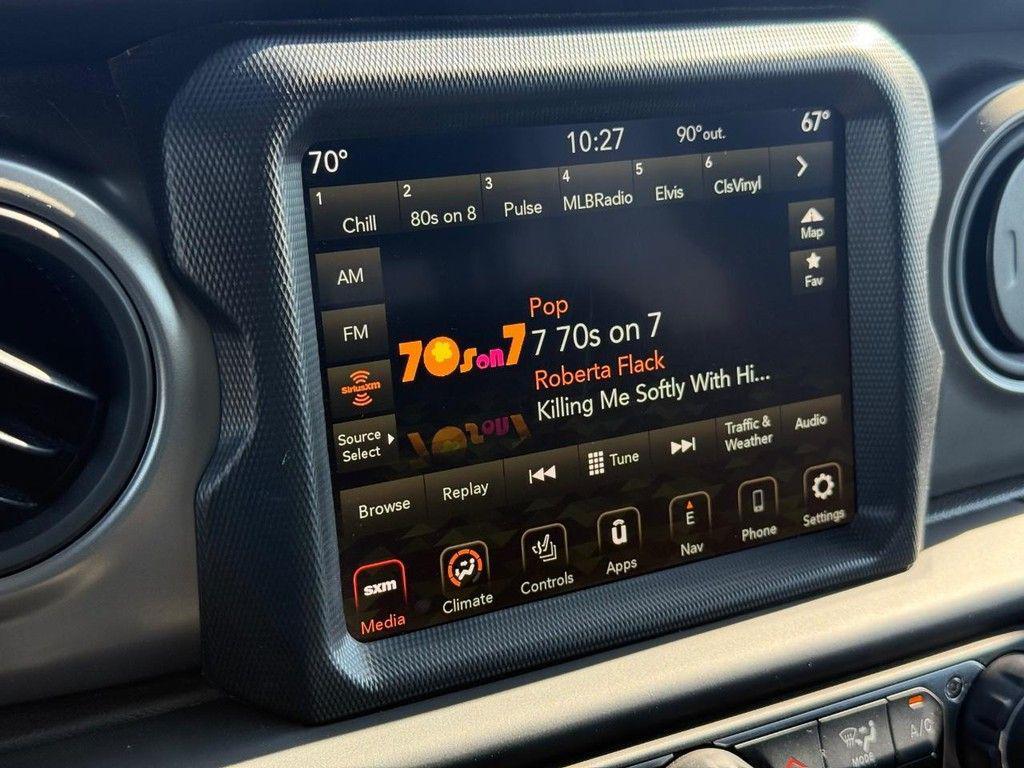 70°
10:27
90°out.
67°
1 Chill
2 80s on 8
3 Pulse
4 MLBRadio
5 Elvis
6 ClsVinyl
Map
Fav
AM
FM
SiriusXM
Source
Select
70s on 7
Pop
7 70s on 7
Roberta Flack
Killing Me Softly With Hi...
Browse
Replay
Tune
Traffic &
Weather
Audio
sxm
Media
Climate
Controls
û
Apps
E
Nav
Phone
Settings
MODE
A/C